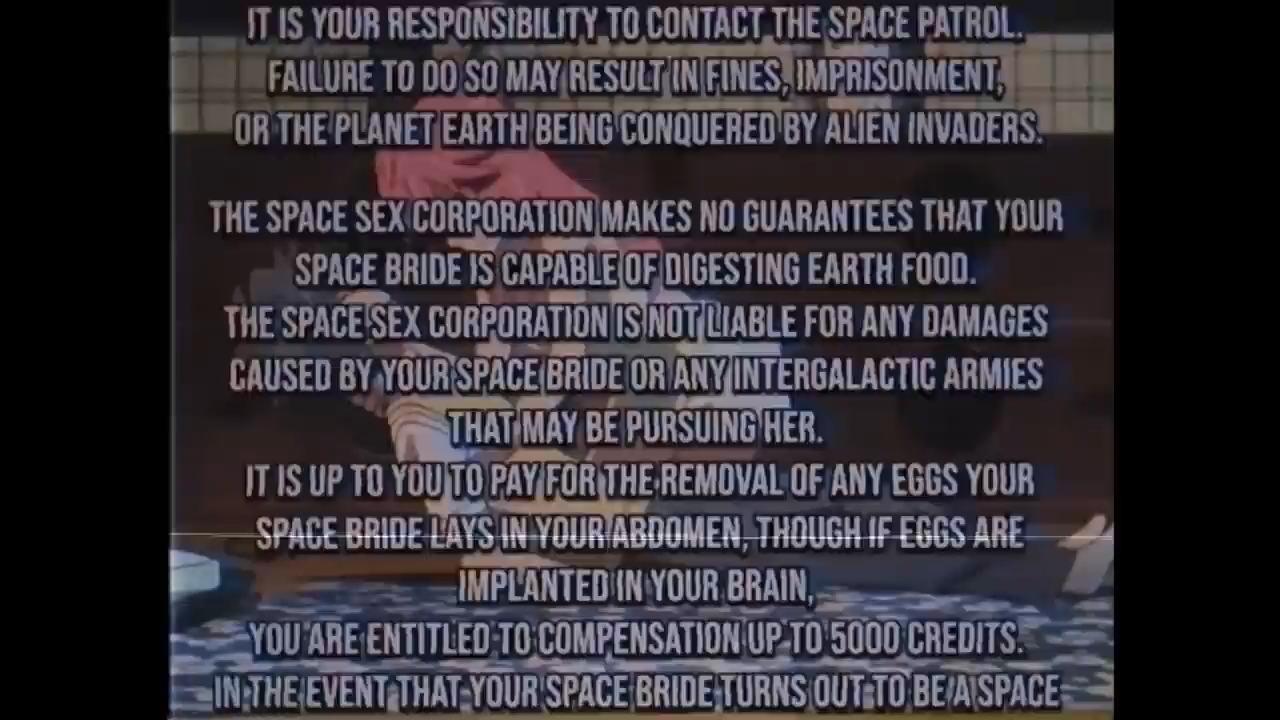 IT IS YOUR RESPONSIBILITY TO CONTACT THE SPACE PATROL.
FAILURE TO DO SO MAY RESULT IN FINES, IMPRISONMENT,
OR THE PLANET EARTH BEING CONQUERED BY ALIEN INVADERS.
THE SPACE SEX CORPORATION MAKES NO GUARANTEES THAT YOUR
SPACE BRIDE IS CAPABLE OF DIGESTING EARTH FOOD.
THE SPACE SEX CORPORATION IS NOT LIABLE FOR ANY DAMAGES
CAUSED BY YOUR SPACE BRIDE OR ANY INTERGALACTIC ARMIES
THAT MAY BE PURSUING HER.
IT IS UP TO YOU TO PAY FOR THE REMOVAL OF ANY EGGS YOUR
SPACE BRIDE LAYS IN YOUR ABDOMEN, THOUGH IF EGGS ARE
IMPLANTED IN YOUR BRAIN,
YOU ARE ENTITLED TO COMPENSATION UP TO 5000 CREDITS.
IN THE EVENT THAT YOUR SPACE BRIDE TURNS OUT TO BE A SPACE